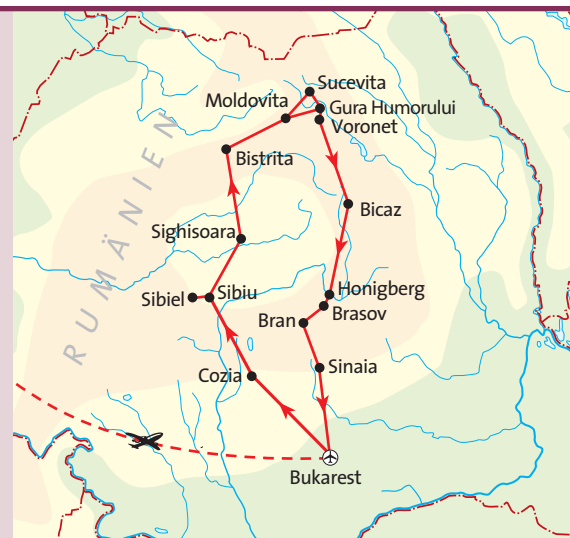 Sucevita
Moldovita
Gura Humorului
Voronet
Bistrita
RUMÄNIEN
Bicaz
Sighisoara
Honigberg
Sibiel
Sibiu
Brasov
Bran
Sinaia
Cozia
Bukarest